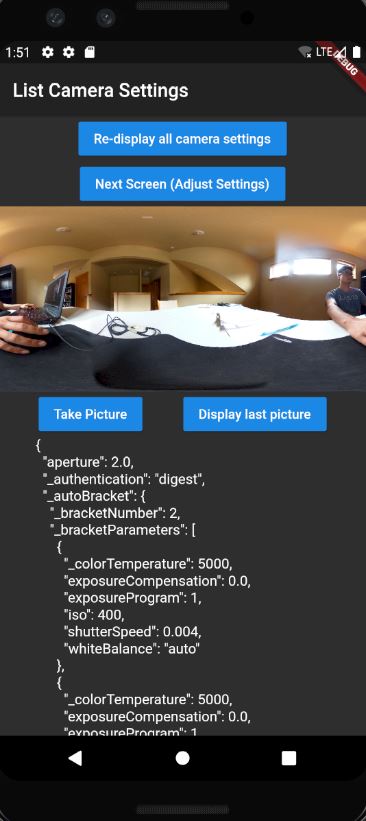 1:51
LTE
DEBUG
List Camera Settings
Re-display all camera settings
Next Screen (Adjust Settings)
Take Picture
Display last picture
{
"aperture": 2.0,
"_authentication": "digest",
"_autoBracket": {
"_bracketNumber": 2,
"_bracketParameters": [
{
"_colorTemperature": 5000,
"exposureCompensation": 0.0,
"exposureProgram": 1,
"iso": 400,
"shutterSpeed": 0.004,
"whiteBalance": "auto"
},
{
"_colorTemperature": 5000,
"exposureCompensation": 0.0,
"exposureProgram": 1,